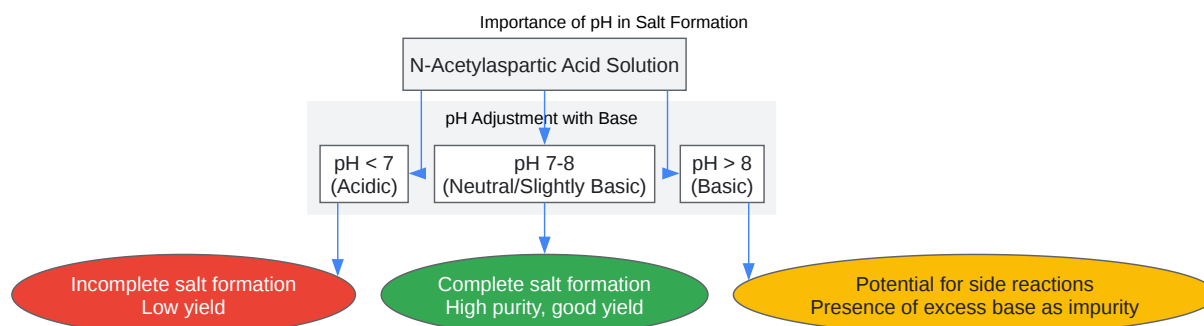 Importance of pH in Salt Formation
N-Acetylaspartic Acid Solution
pH Adjustment with Base
pH < 7
(Acidic)
pH 7-8
(Neutral/Slightly Basic)
pH > 8
(Basic)
Incomplete salt formation
Low yield
Complete salt formation
High purity, good yield
Potential for side reactions
Presence of excess base as impurity